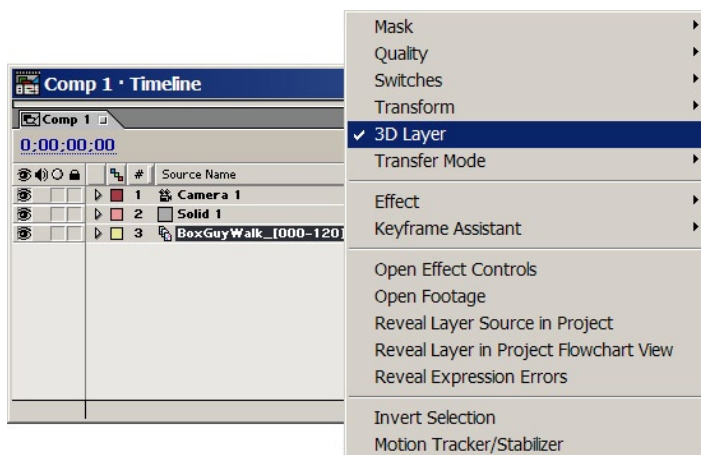 Comp 1 · Timeline
Comp 1
0;00;00;00
# Source Name
1 Camera 1
2 Solid 1
3 BoxGuyWalk_[000-120]
Mask
Quality
Switches
Transform
3D Layer
Transfer Mode
Effect
Keyframe Assistant
Open Effect Controls
Open Footage
Reveal Layer Source in Project
Reveal Layer in Project Flowchart View
Reveal Expression Errors
Invert Selection
Motion Tracker/Stabilizer